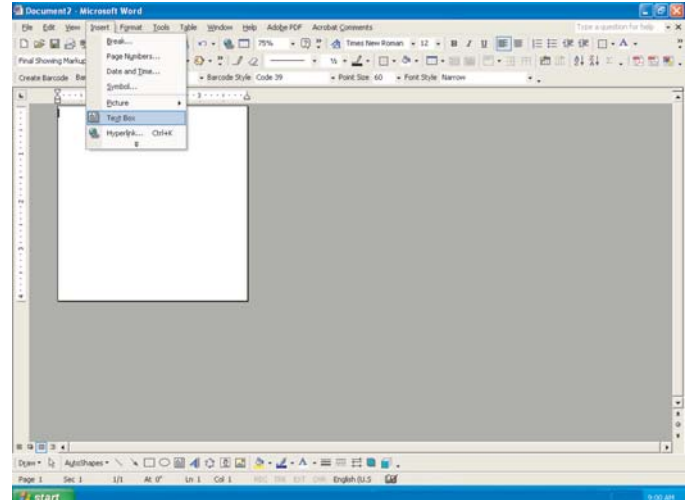 Document2 - Microsoft Word
File Edit View Insert Format Tools Table Window Help Adobe PDF Acrobat Comments Type a question for help
Break...
Page Numbers...
Date and Time...
Symbol...
Picture
Text Box
Hyperlink... Ctrl+K
75% Times New Roman 12 B I U
Final Showing Markup
Create Barcode Barcode Style Code 39 Point Size 60 Font Style Narrow
Draw AutoShapes
Page 1 Sec 1 1/1 At 0" Ln 1 Col 1 REC TRK EXT OVR English (U.S
start 9:00 AM